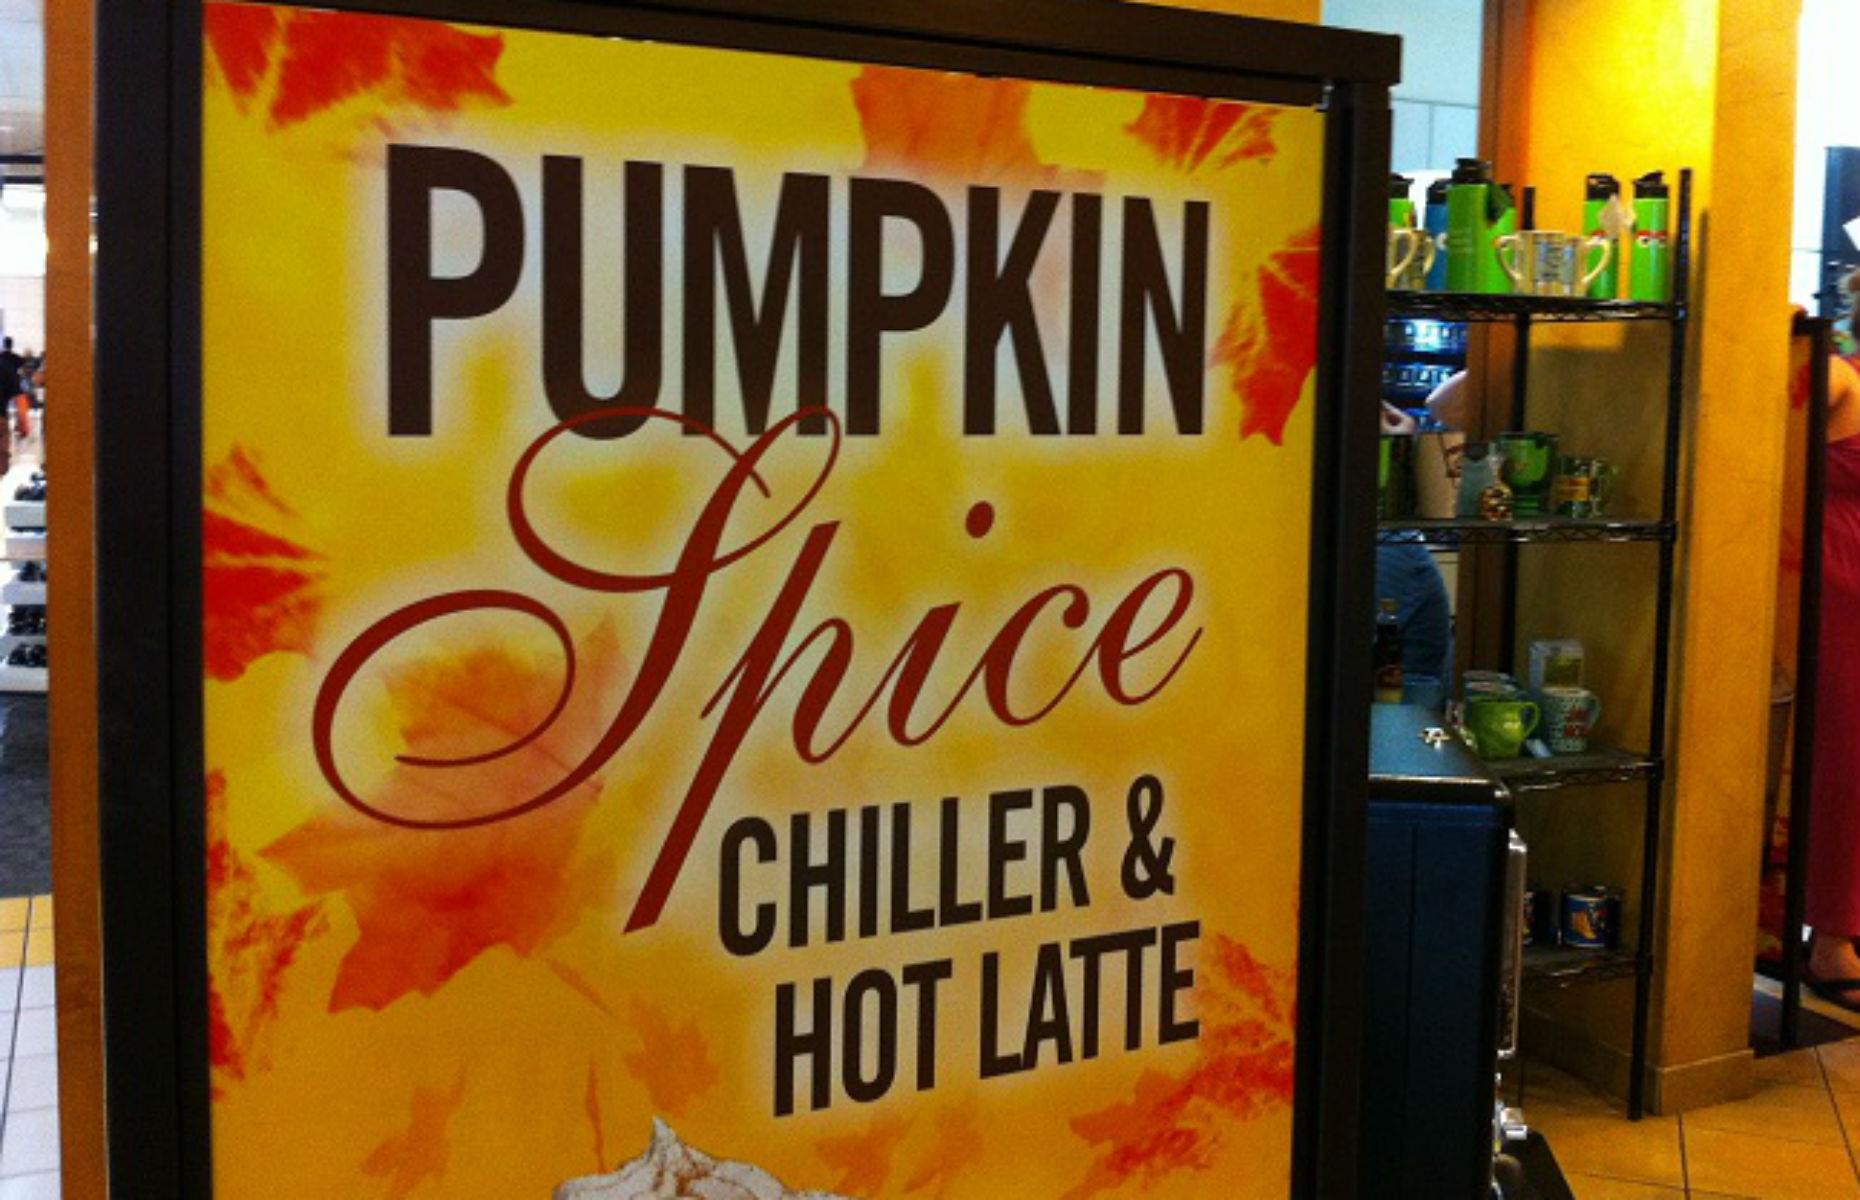 PUMPKIN
Spice
CHILLER &
HOT LATTE